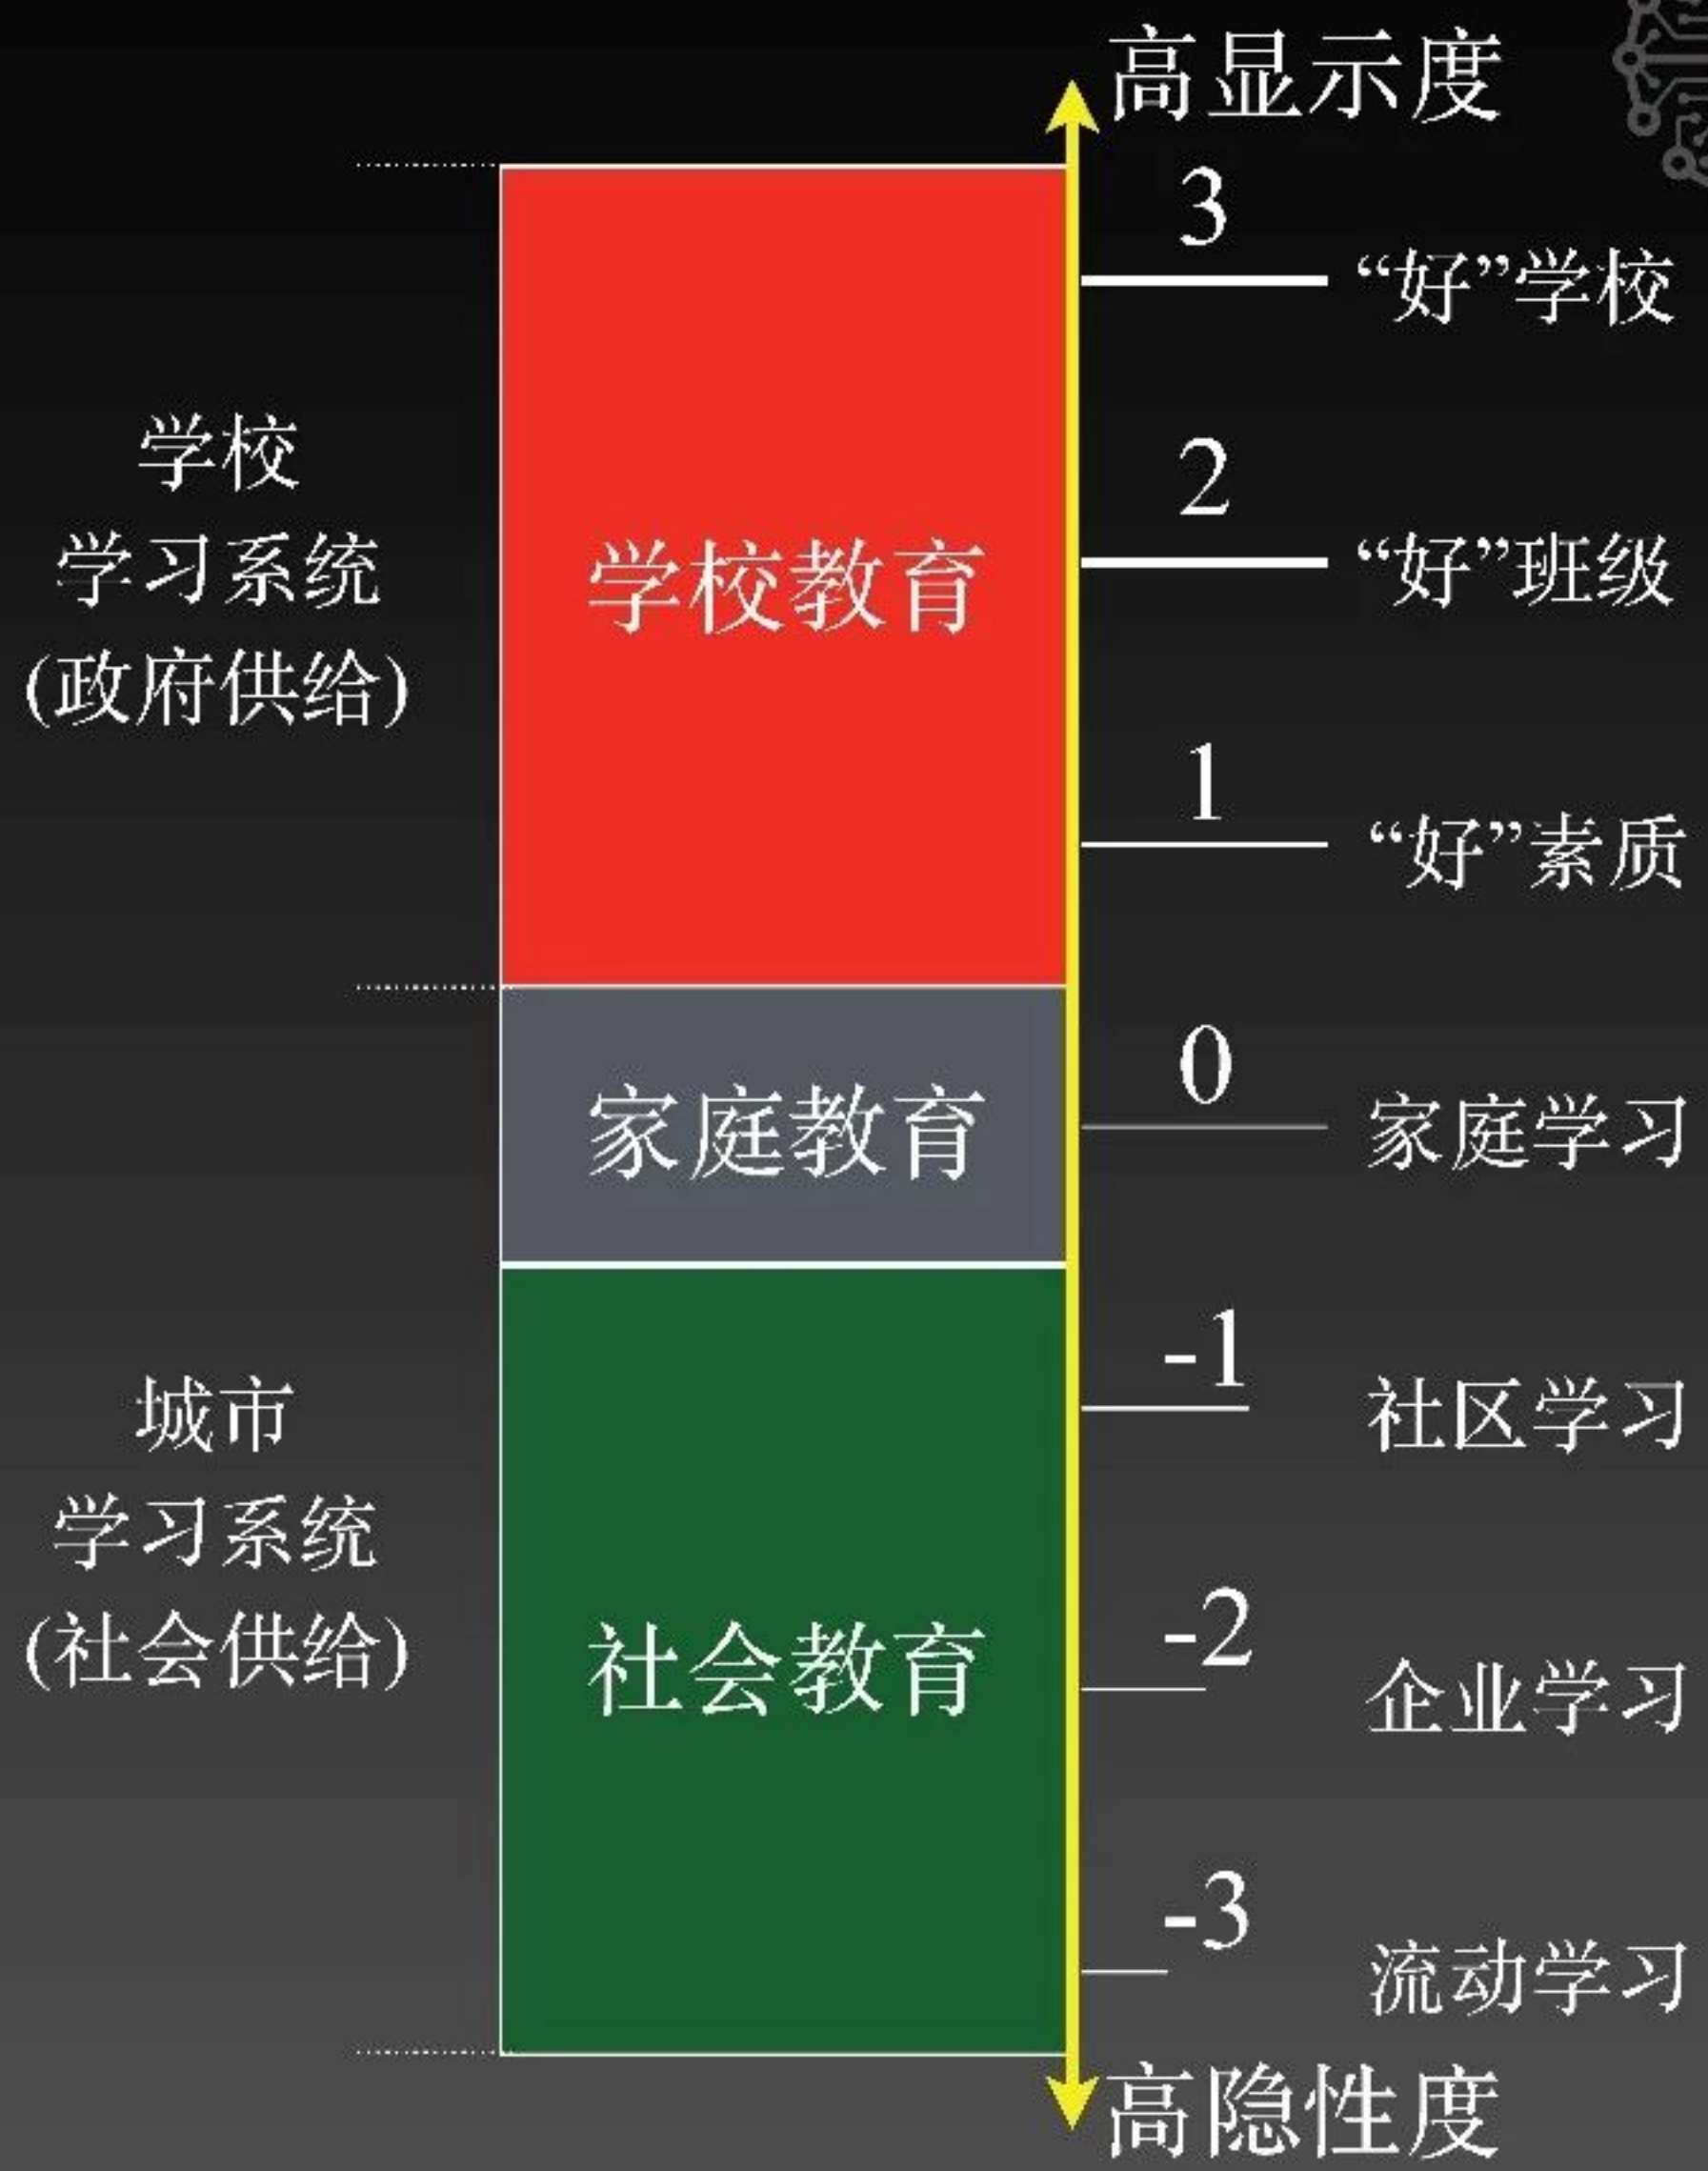 高显示度
3
“好”学校
学校
学习系统
(政府供给)
学校教育
2
“好”班级
1
“好”素质
家庭教育
0
家庭学习
城市
学习系统
(社会供给)
社会教育
-1
社区学习
-2
企业学习
-3
流动学习
高隐性度